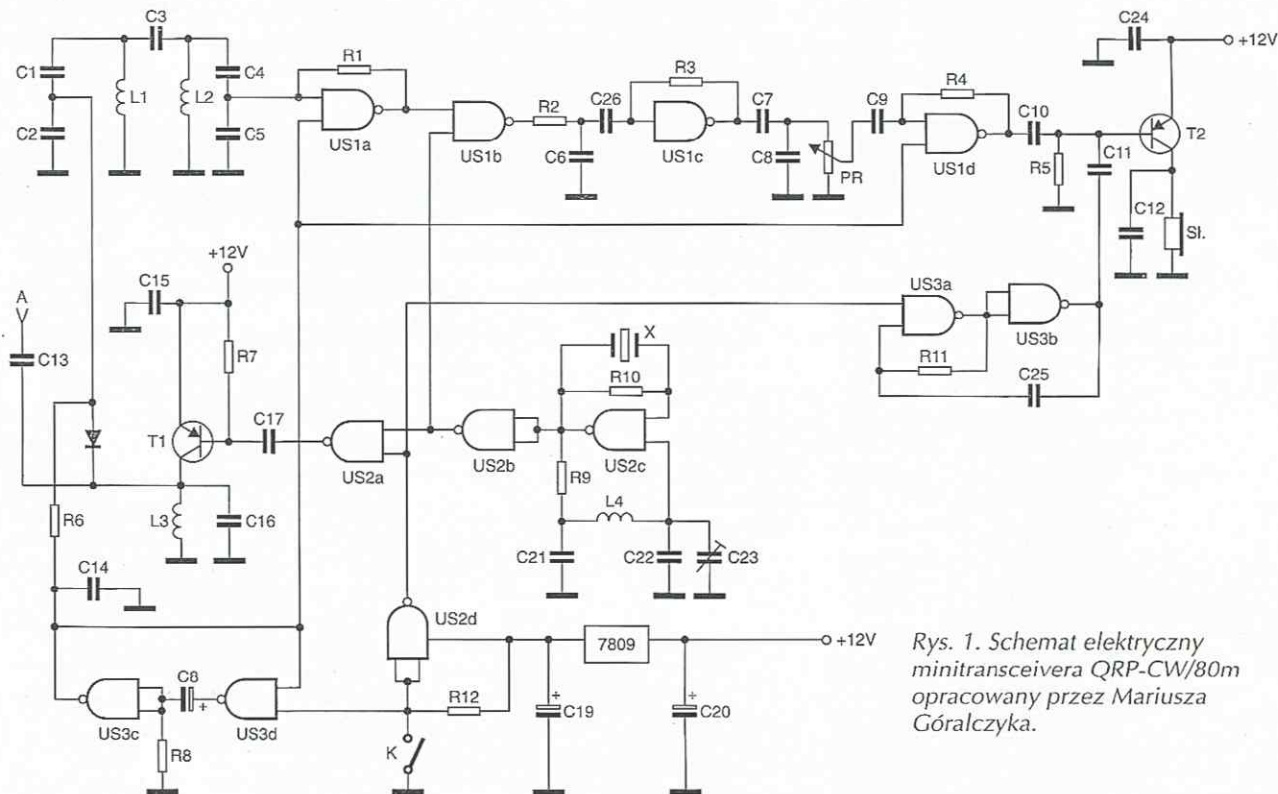 C3
C24
+12V
C1
L1
L2
C4
R1
R3
R4
C2
C5
US1a
US1b
R2
C26
C6
US1c
C7
C8
PR
C9
US1d
C10
R5
C11
T2
C12
Sł.
+12V
C15
A
C13
R7
US3a
US3b
X
R10
R11
C25
T1
C17
US2a
US2b
US2c
R9
L4
R6
L3
C16
C21
C22
C23
C14
US2d
7809
+12V
C8
+
US3c
US3d
R8
R12
K
+
C19
+
C20
Rys. 1. Schemat elektryczny
minitransceivera QRP-CW/80m
opracowany przez Mariusza
Góralczyka.